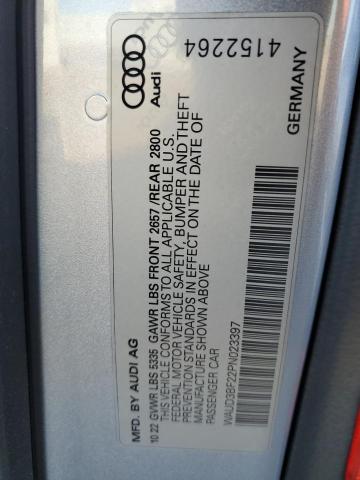 Audi
4152264
MFD. BY AUDI AG
10 22 GVWR LBS 5335 GAWR LBS FRONT 2657 /REAR 2800
THIS VEHICLE CONFORMS TO ALL APPLICABLE U.S.
FEDERAL MOTOR VEHICLE SAFETY, BUMPER AND THEFT
PREVENTION STANDARDS IN EFFECT ON THE DATE OF
MANUFACTURE SHOWN ABOVE
PASSENGER CAR
WAUD3BF22PN023397
GERMANY